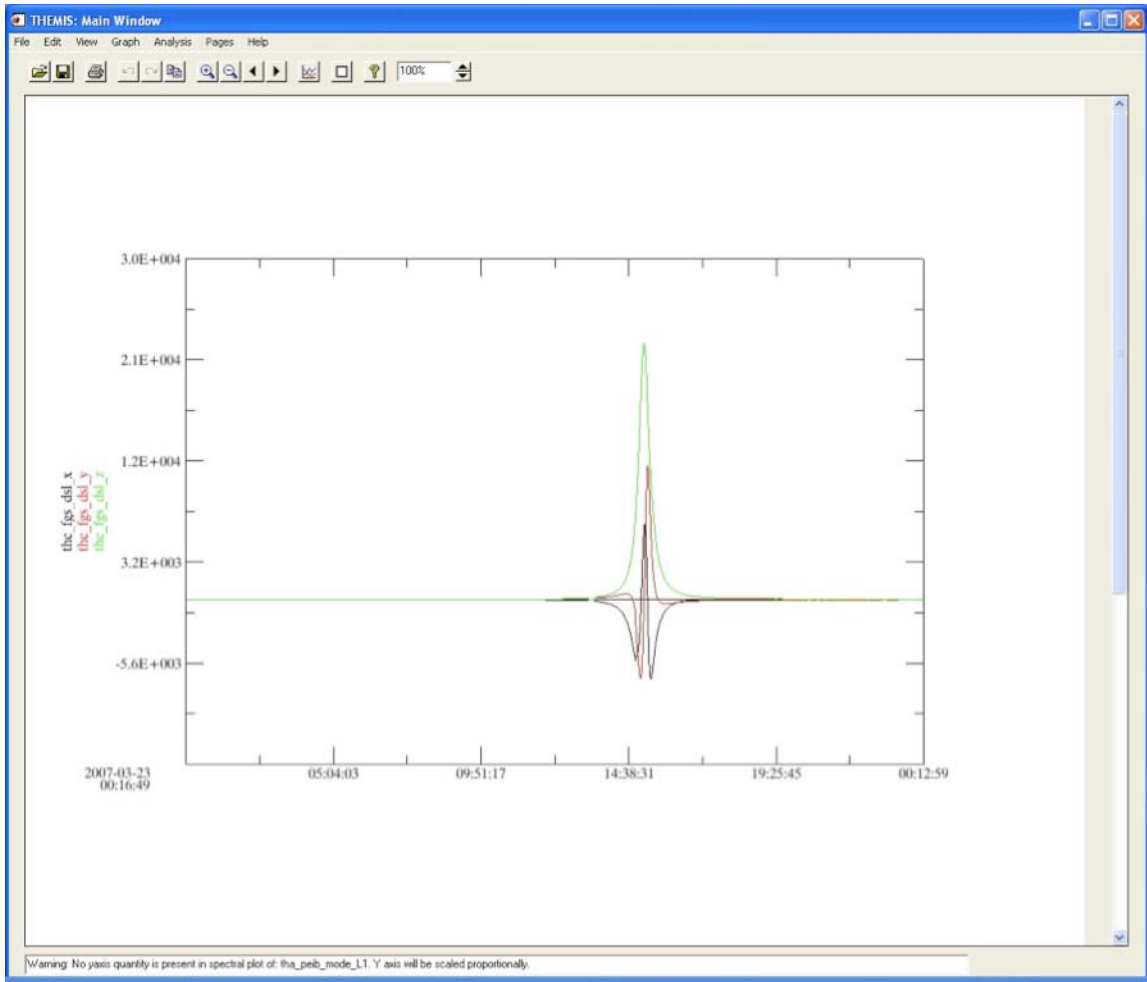 THEMIS: Main Window
File Edit View Graph Analysis Pages Help
100%
3.0E+004
2.1E+004
1.2E+004
3.2E+003
-5.6E+003
thc_fgs_dsl_x
thc_fgs_dsl_y
thc_fgs_dsl_z
2007-03-23
00:16:49
05:04:03
09:51:17
14:38:31
19:25:45
00:12:59
Warning: No yaxis quantity is present in spectral plot of: tha_peib_mode_L1. Y axis will be scaled proportionally.